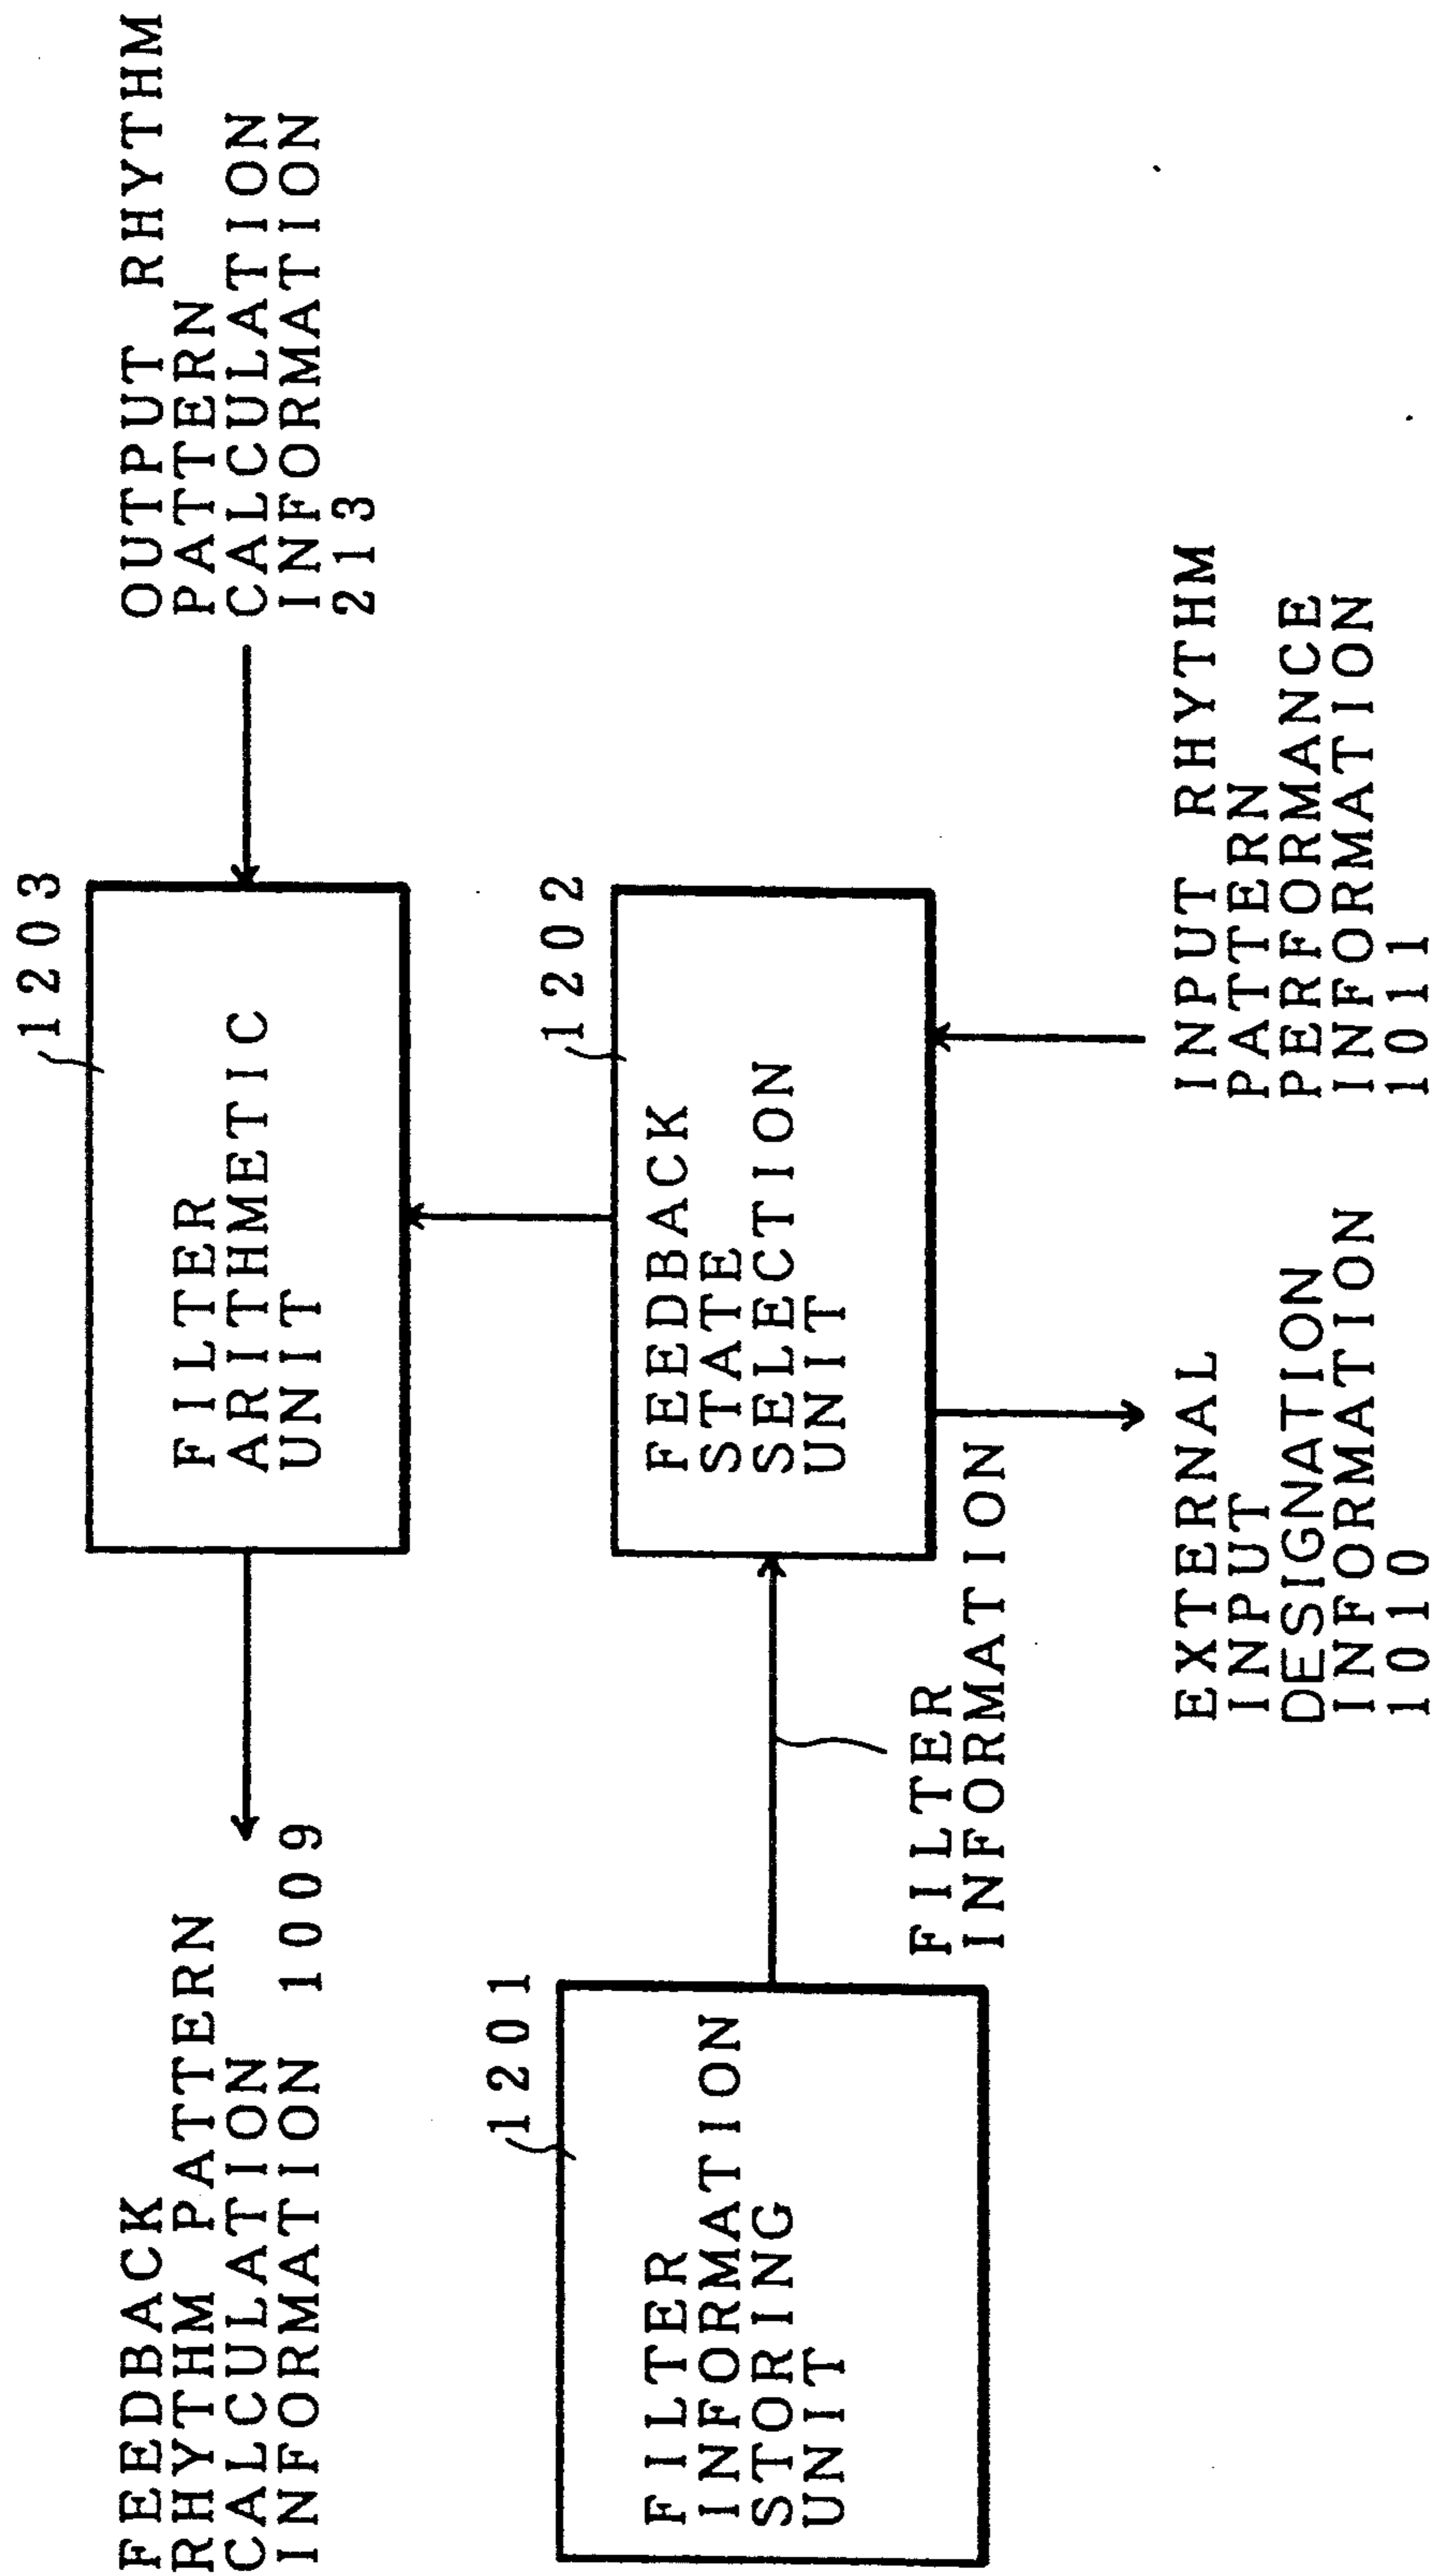 FEEDBACK
RHYTHM PATTERN
CALCULATION
INFORMATION 1009
1203
FILTER
ARITHMETIC
UNIT
OUTPUT RHYTHM
PATTERN
CALCULATION
INFORMATION
213
1201
FILTER
INFORMATION
STORING
UNIT
FILTER
INFORMATION
1202
FEEDBACK
STATE
SELECTION
UNIT
EXTERNAL
INPUT
DESIGNATION
INFORMATION
1010
INPUT RHYTHM
PATTERN
PERFORMANCE
INFORMATION
1011